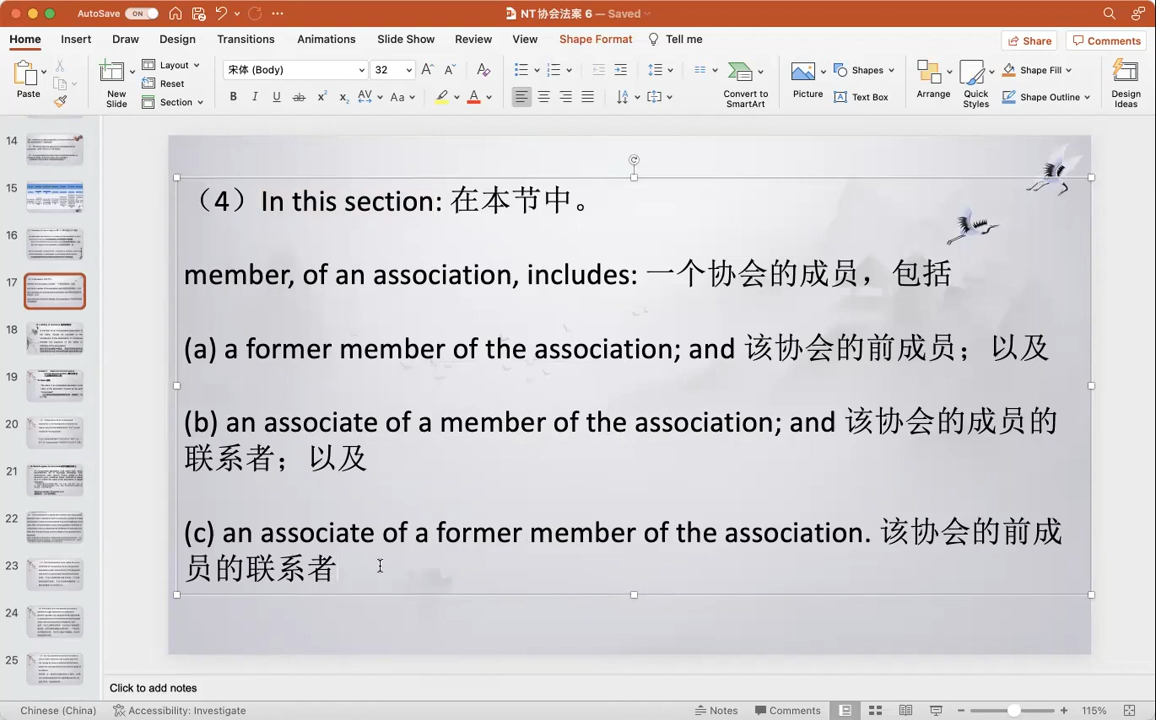 AutoSave ON
NT协会法案 6 — Saved
Home Insert Draw Design Transitions Animations Slide Show Review View Shape Format Tell me Share Comments
Paste
New Slide
Layout
Reset
Section
宋体 (Body) 32
B I U ab x² x₂ AV Aa A
Convert to SmartArt
Picture
Shapes
Text Box
Arrange
Quick Styles
Shape Fill
Shape Outline
Design Ideas
14
15
16
17
18
19
20
21
22
23
24
25
（4）In this section: 在本节中。
member, of an association, includes: 一个协会的成员，包括
(a) a former member of the association; and 该协会的前成员；以及
(b) an associate of a member of the association; and 该协会的成员的
联系者；以及
(c) an associate of a former member of the association. 该协会的前成
员的联系者
Click to add notes
Chinese (China) Accessibility: Investigate Notes Comments 115%